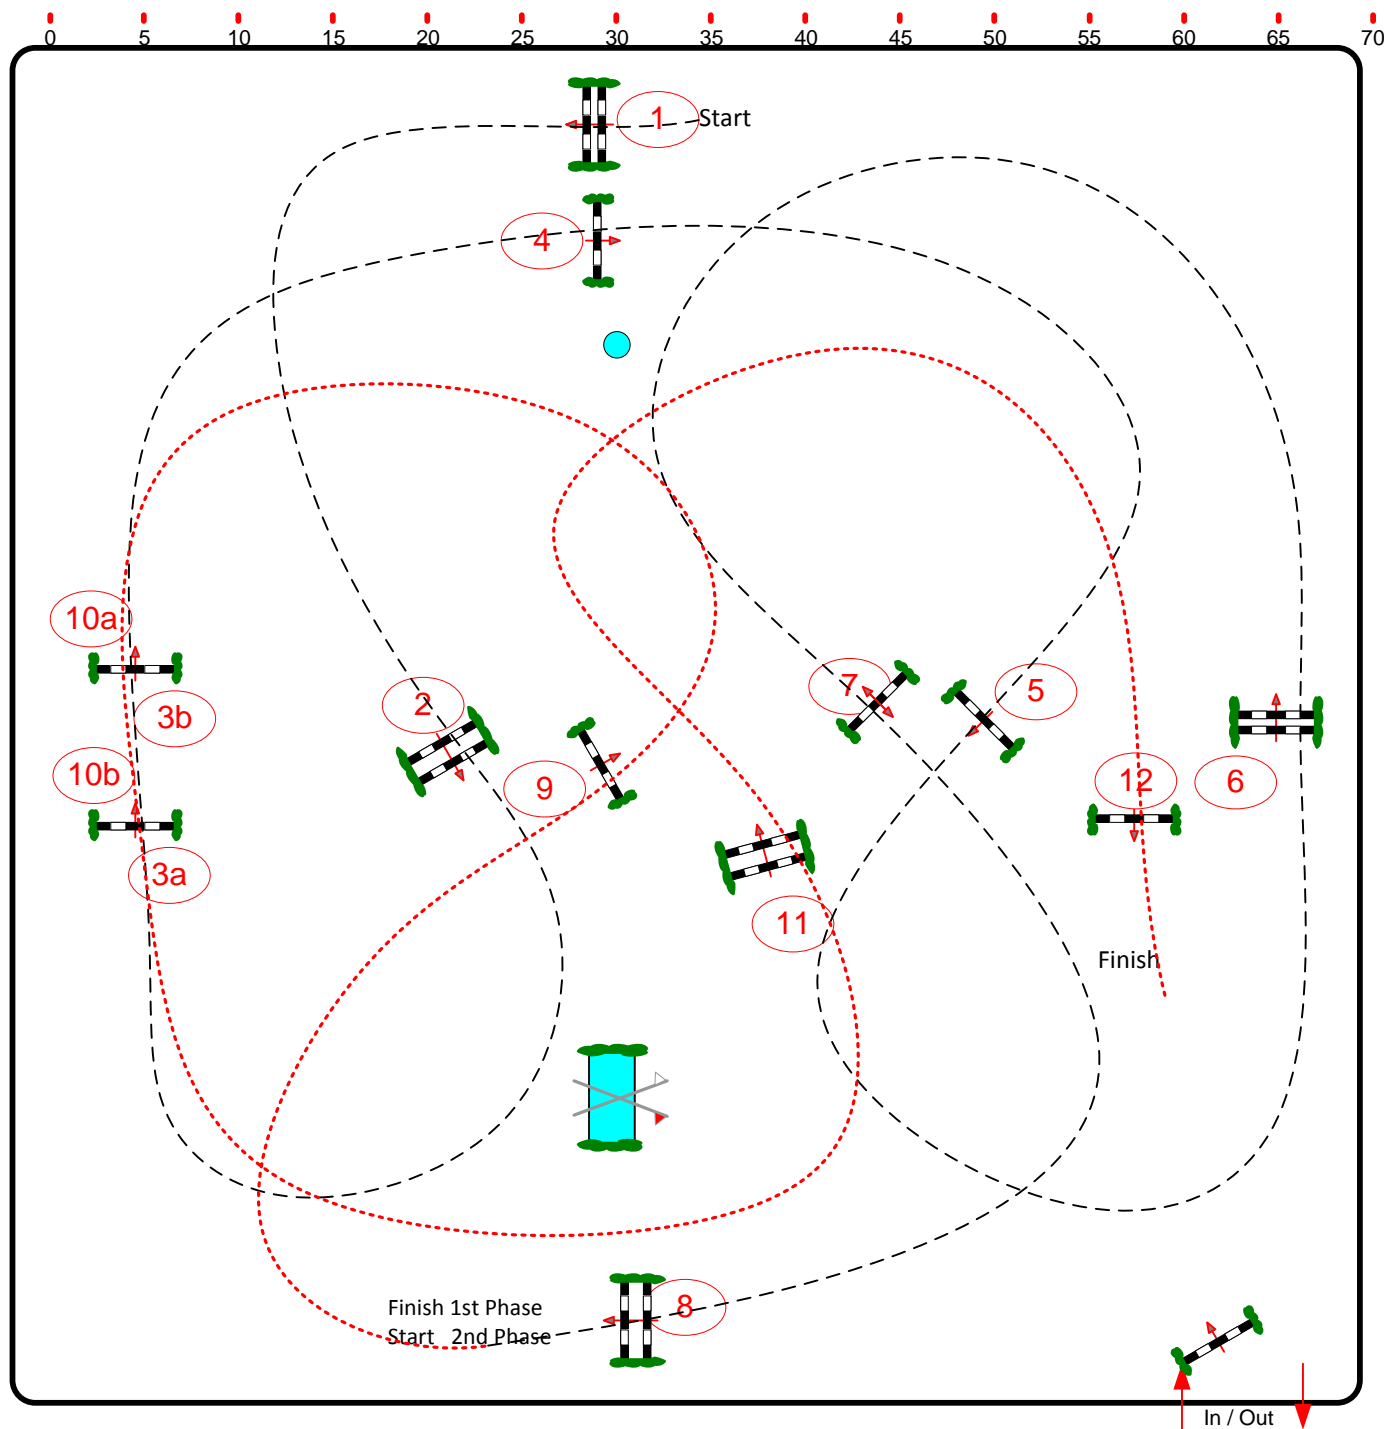 0 5 10 15 20 25 30 35 40 45 50 55 60 65 70
1 Start
4
10a
7 5
2 3b
10b 9 12 6
3a
11
Finish
Finish 1st Phase 8
Start 2nd Phase
In / Out